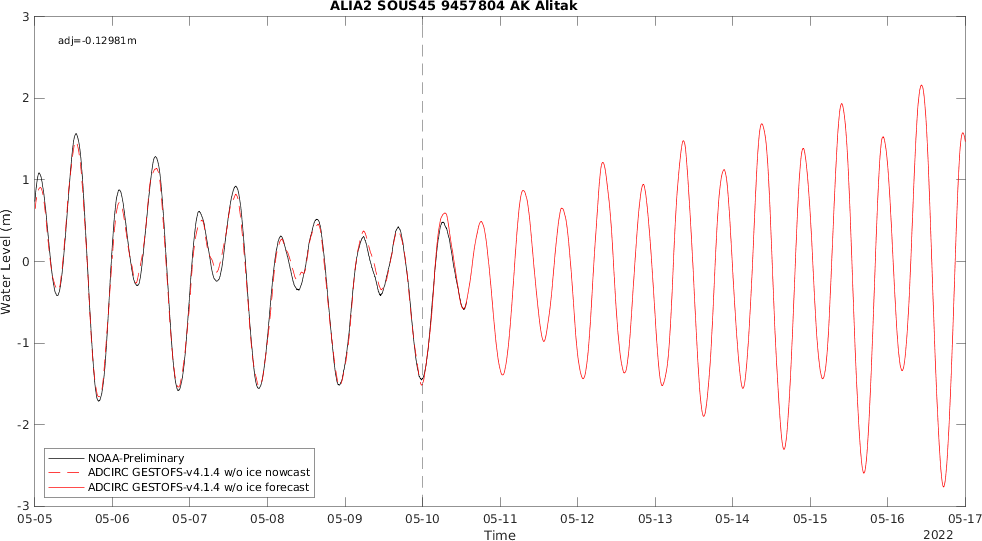 ALIA2 SOUS45 9457804 AK Alitak
adj=-0.12981m
3
2
1
0
-1
-2
-3
Water Level (m)
NOAA-Preliminary
ADCIRC GESTOFS-v4.1.4 w/o ice nowcast
ADCIRC GESTOFS-v4.1.4 w/o ice forecast
05-05 05-06 05-07 05-08 05-09 05-10 05-11 05-12 05-13 05-14 05-15 05-16 05-17
Time
2022